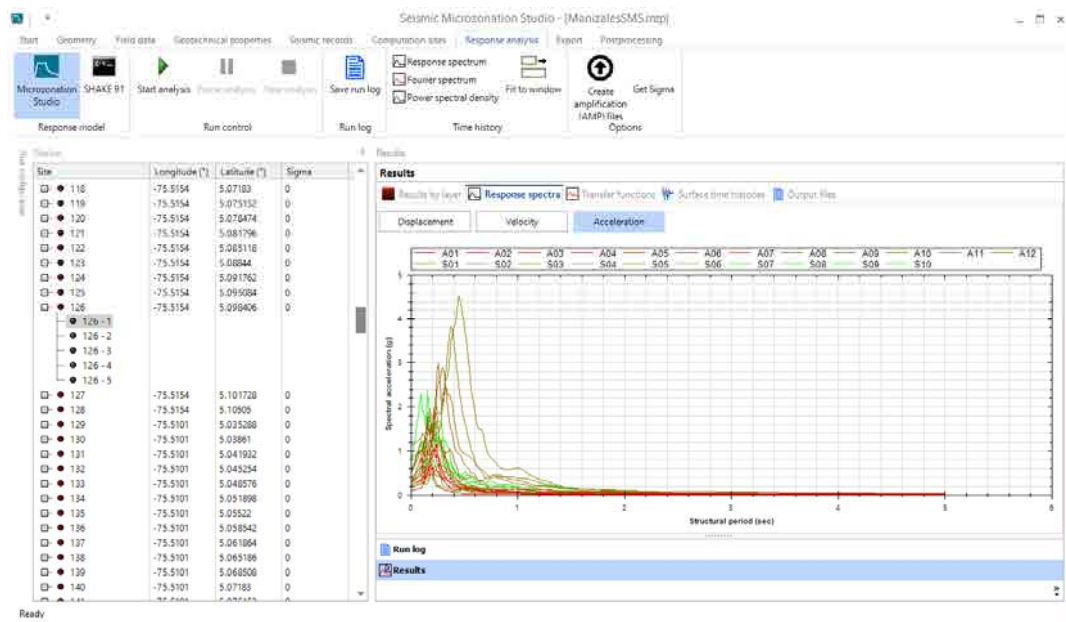 Seismic Microzonation Studio - [ManizalesSMS.mzp]
Start Geometry Field data Geotechnical properties Seismic records Computation sites Response analysis Export Postprocessing
Microzonation Studio
SHAKE 91
Start analysis
Save run log
Response spectrum
Fourier spectrum
Power spectral density
Fit to window
Create amplification (AMP) files
Get Sigma
Response model
Run control
Run log
Time history
Options
Results
Site Longitude (°) Latitude (°) Sigma
118 -75.5154 5.07183 0
119 -75.5154 5.075152 0
120 -75.5154 5.078474 0
121 -75.5154 5.081796 0
122 -75.5154 5.085118 0
123 -75.5154 5.08844 0
124 -75.5154 5.091762 0
125 -75.5154 5.095084 0
126 -75.5154 5.098406 0
126 - 1
126 - 2
126 - 3
126 - 4
126 - 5
127 -75.5154 5.101728 0
128 -75.5154 5.10505 0
129 -75.5101 5.035288 0
130 -75.5101 5.03861 0
131 -75.5101 5.041932 0
132 -75.5101 5.045254 0
133 -75.5101 5.048576 0
134 -75.5101 5.051898 0
135 -75.5101 5.05522 0
136 -75.5101 5.058542 0
137 -75.5101 5.061864 0
138 -75.5101 5.065186 0
139 -75.5101 5.068508 0
140 -75.5101 5.07183 0
Results
Results by layer Response spectra Transfer functions Surface time histories Output files
Displacement Velocity Acceleration
A01 A02 A03 A04 A05 A06 A07 A08 A09 A10 A11 A12
S01 S02 S03 S04 S05 S06 S07 S08 S09 S10
Spectral acceleration (g)
5
4
3
2
1
0
0 1 2 3 4 5 6
Structural period (sec)
Run log
Results
Ready